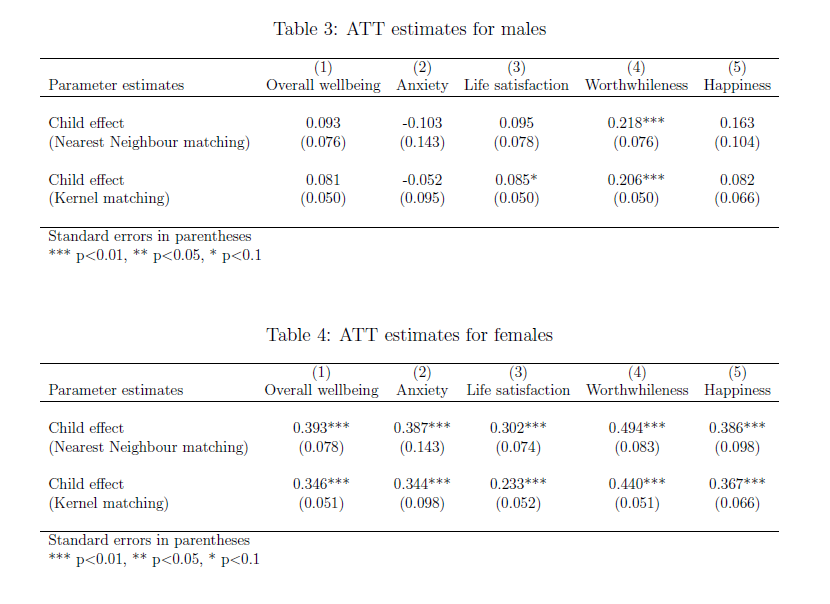 Table 3: ATT estimates for males
(1) (2) (3) (4) (5)
Parameter estimates Overall wellbeing Anxiety Life satisfaction Worthwhileness Happiness
Child effect 0.093 -0.103 0.095 0.218*** 0.163
(Nearest Neighbour matching) (0.076) (0.143) (0.078) (0.076) (0.104)
Child effect 0.081 -0.052 0.085* 0.206*** 0.082
(Kernel matching) (0.050) (0.095) (0.050) (0.050) (0.066)
Standard errors in parentheses
*** p<0.01, ** p<0.05, * p<0.1
Table 4: ATT estimates for females
(1) (2) (3) (4) (5)
Parameter estimates Overall wellbeing Anxiety Life satisfaction Worthwhileness Happiness
Child effect 0.393*** 0.387*** 0.302*** 0.494*** 0.386***
(Nearest Neighbour matching) (0.078) (0.143) (0.074) (0.083) (0.098)
Child effect 0.346*** 0.344*** 0.233*** 0.440*** 0.367***
(Kernel matching) (0.051) (0.098) (0.052) (0.051) (0.066)
Standard errors in parentheses
*** p<0.01, ** p<0.05, * p<0.1